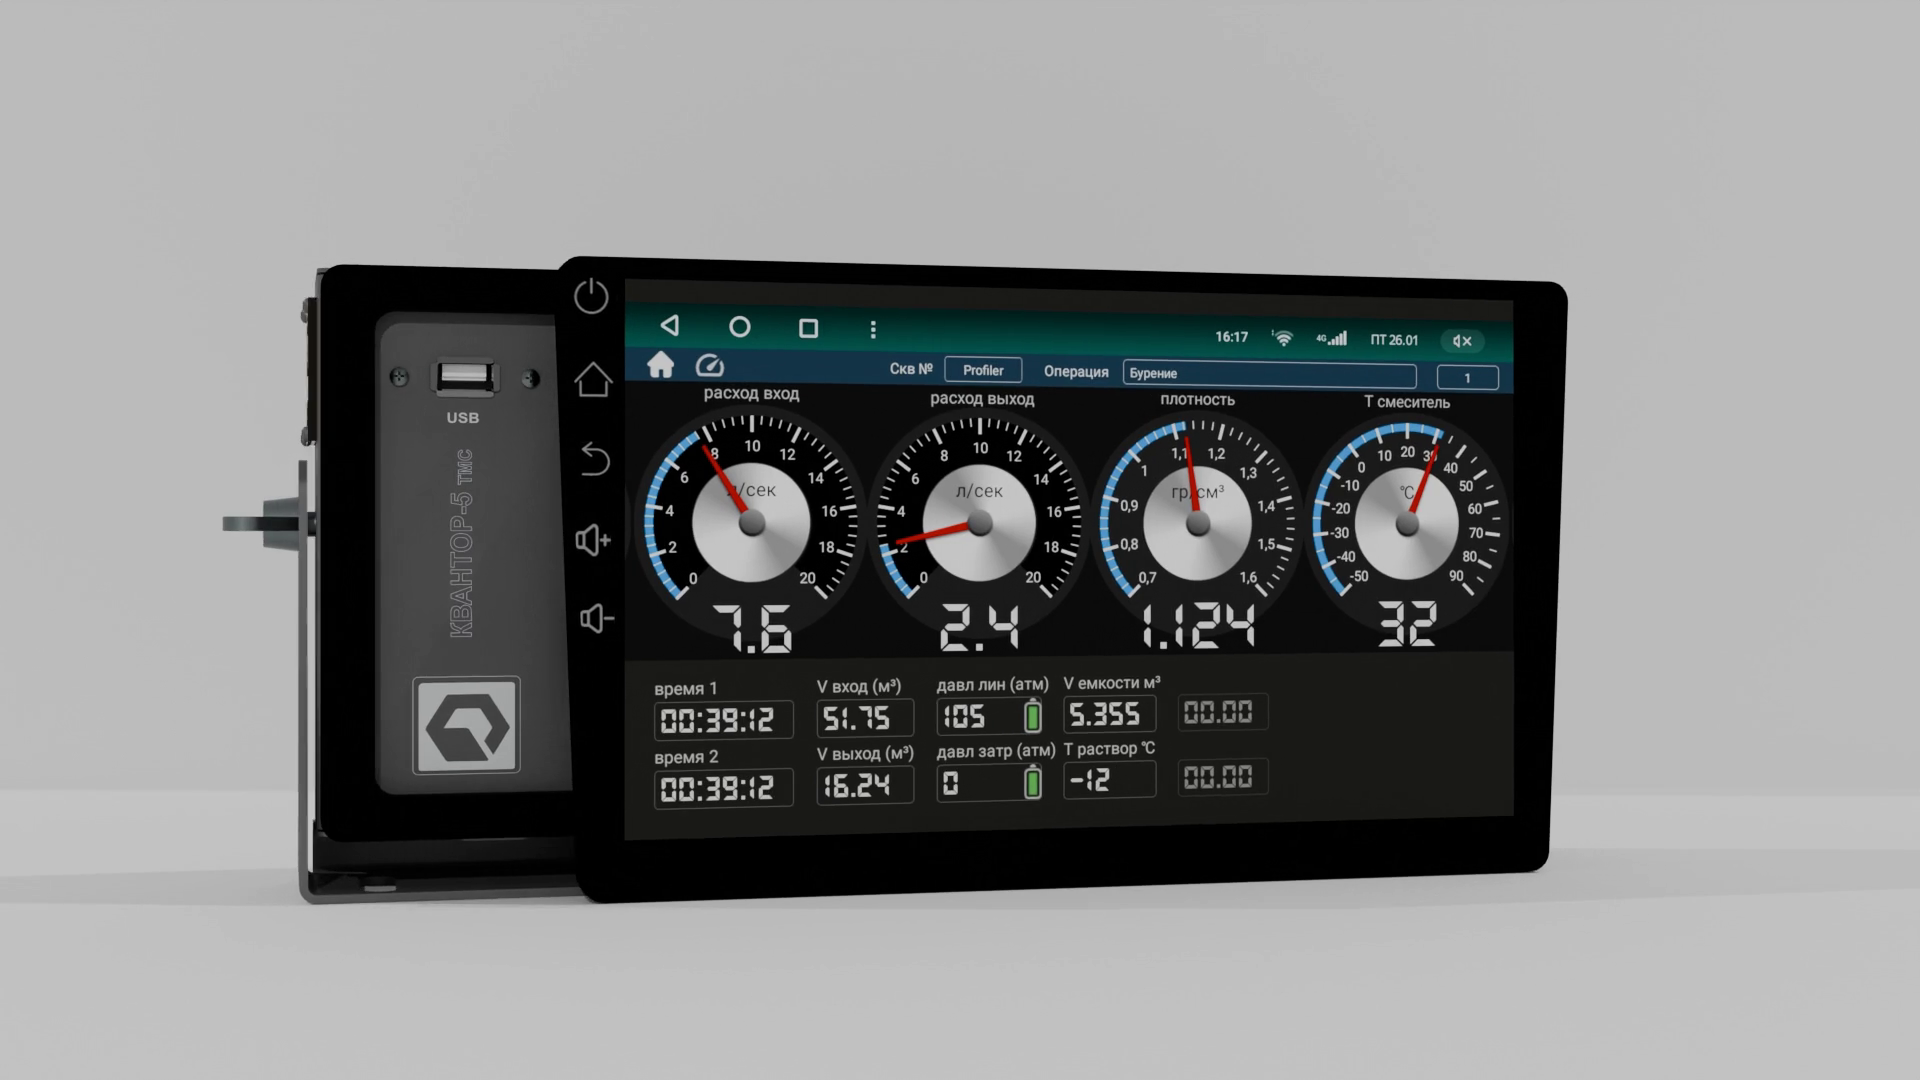 USB
КВАНТОР-5 ТМС
16:17 4G ПТ 26.01
Скв № Profiler Операция Бурение 1
расход вход
0 2 4 6 8 10 12 14 16 18 20
л/сек
7.6
расход выход
0 2 4 6 8 10 12 14 16 18 20
л/сек
2.4
плотность
0,7 0,8 0,9 1 1,1 1,2 1,3 1,4 1,5 1,6
гр/см³
1.124
Т смеситель
-50 -40 -30 -20 -10 0 10 20 30 40 50 60 70 80 90
°C
32
время 1
00:39:12
V вход (м³)
51.75
давл лин (атм)
105
V емкости м³
5.355
00.00
время 2
00:39:12
V выход (м³)
16.24
давл затр (атм)
0
Т раствор °C
-12
00.00